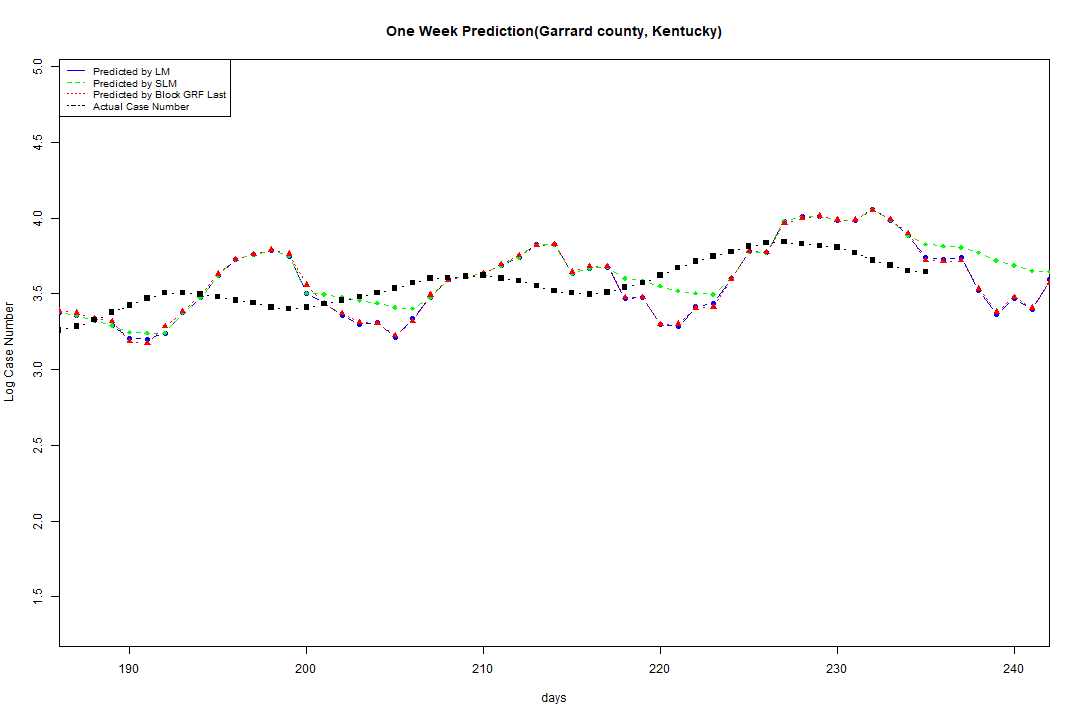 One Week Prediction(Garrard county, Kentucky)
Predicted by LM
Predicted by SLM
Predicted by Block GRF Last
Actual Case Number
5.0
4.5
4.0
3.5
3.0
2.5
2.0
1.5
Log Case Number
190 200 210 220 230 240
days